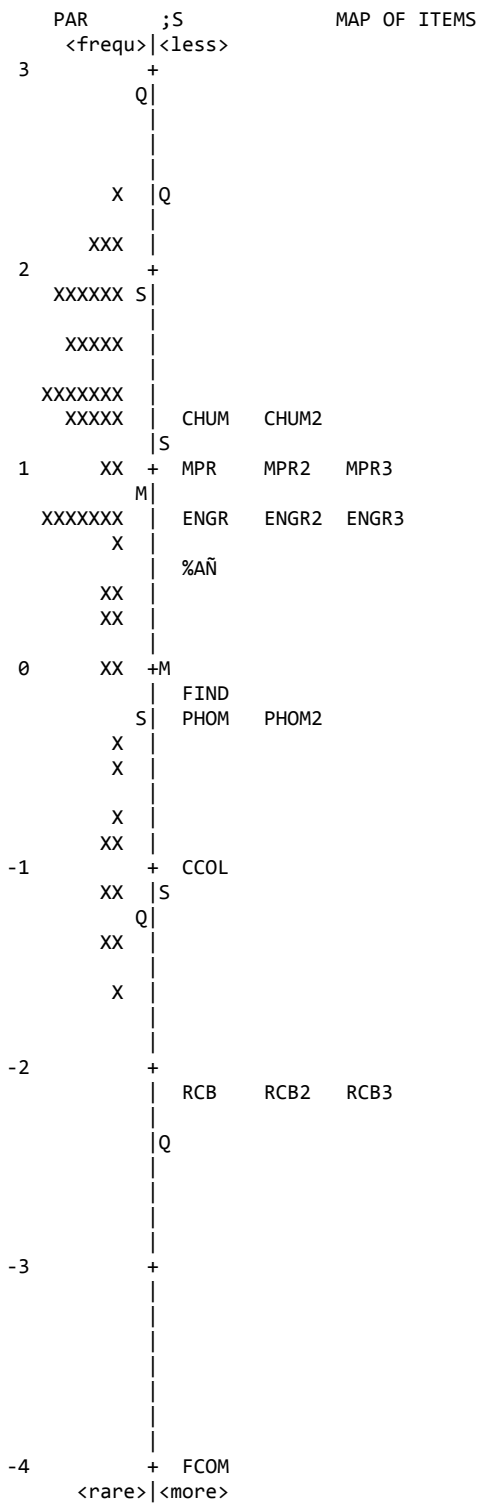 PAR ;S MAP OF ITEMS
<frequ>|<less>
3 +
Q|
|
|
|
X |Q
|
XXX |
2 +
XXXXXX S|
|
XXXXX |
|
XXXXXXX |
XXXXX | CHUM CHUM2
|S
1 XX + MPR MPR2 MPR3
M|
XXXXXXX | ENGR ENGR2 ENGR3
X |
| %AÑ
XX |
XX |
|
0 XX +M
| FIND
S| PHOM PHOM2
X |
X |
|
X |
XX |
-1 + CCOL
XX |S
Q|
XX |
|
X |
|
|
-2 +
| RCB RCB2 RCB3
|
|Q
|
|
|
|
-3 +
|
|
|
|
|
|
|
-4 + FCOM
<rare>|<more>